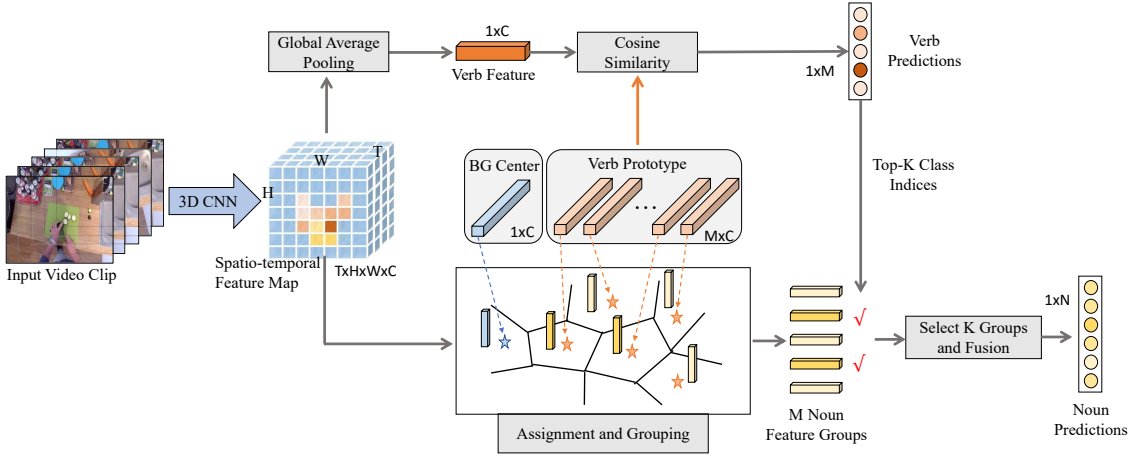 Global Average
Pooling
1xC
Verb Feature
Cosine
Similarity
1xM
Verb
Predictions
W
T
H
3D CNN
BG Center
Verb Prototype
...
1xC
MxC
Top-K Class
Indices
Input Video Clip
Spatio-temporal
Feature Map
TxHxWxC
√
√
1xN
Select K Groups
and Fusion
Assignment and Grouping
M Noun
Feature Groups
Noun
Predictions